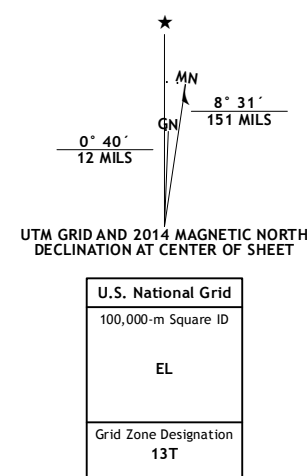 ★
MN
GN
8° 31´
151 MILS
0° 40´
12 MILS
UTM GRID AND 2014 MAGNETIC NORTH
DECLINATION AT CENTER OF SHEET
U.S. National Grid
100,000-m Square ID
EL
Grid Zone Designation
13T